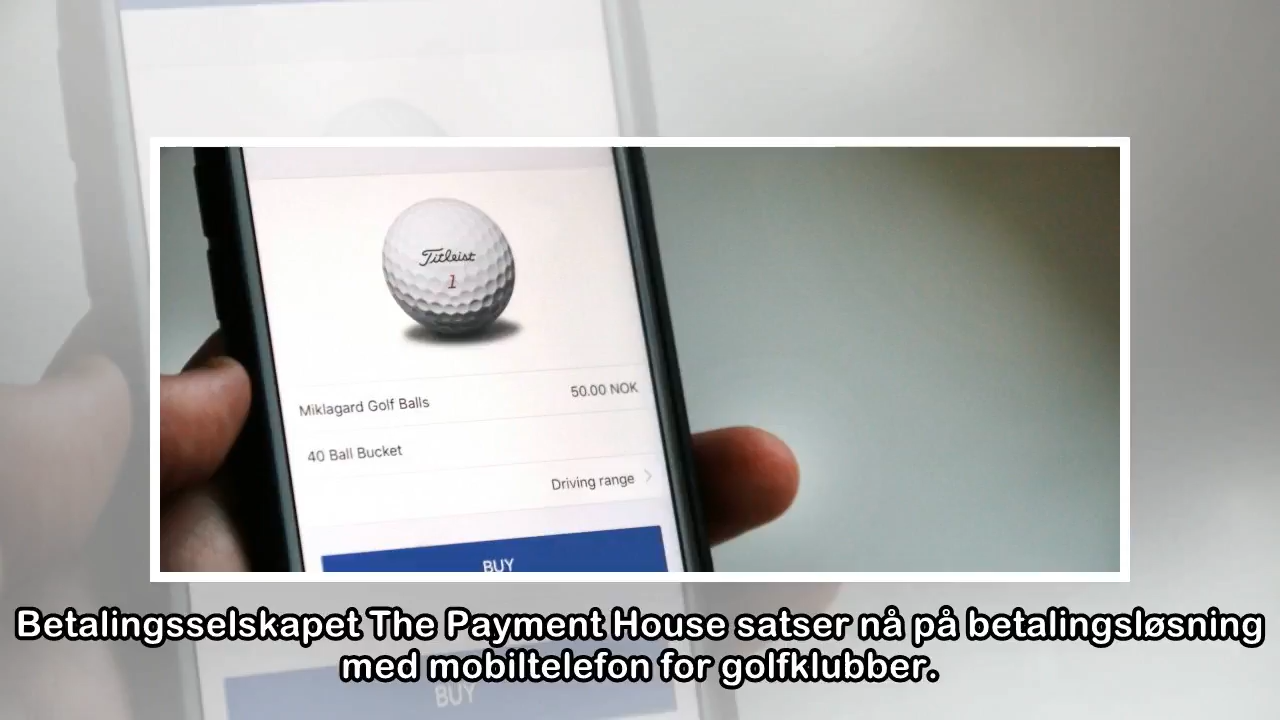 Titleist
1
Miklagard Golf Balls
50.00 NOK
40 Ball Bucket
Driving range
BUY
Betalingsselskapet The Payment House satser nå på betalingsløsning
med mobiltelefon for golfklubber.
BUY